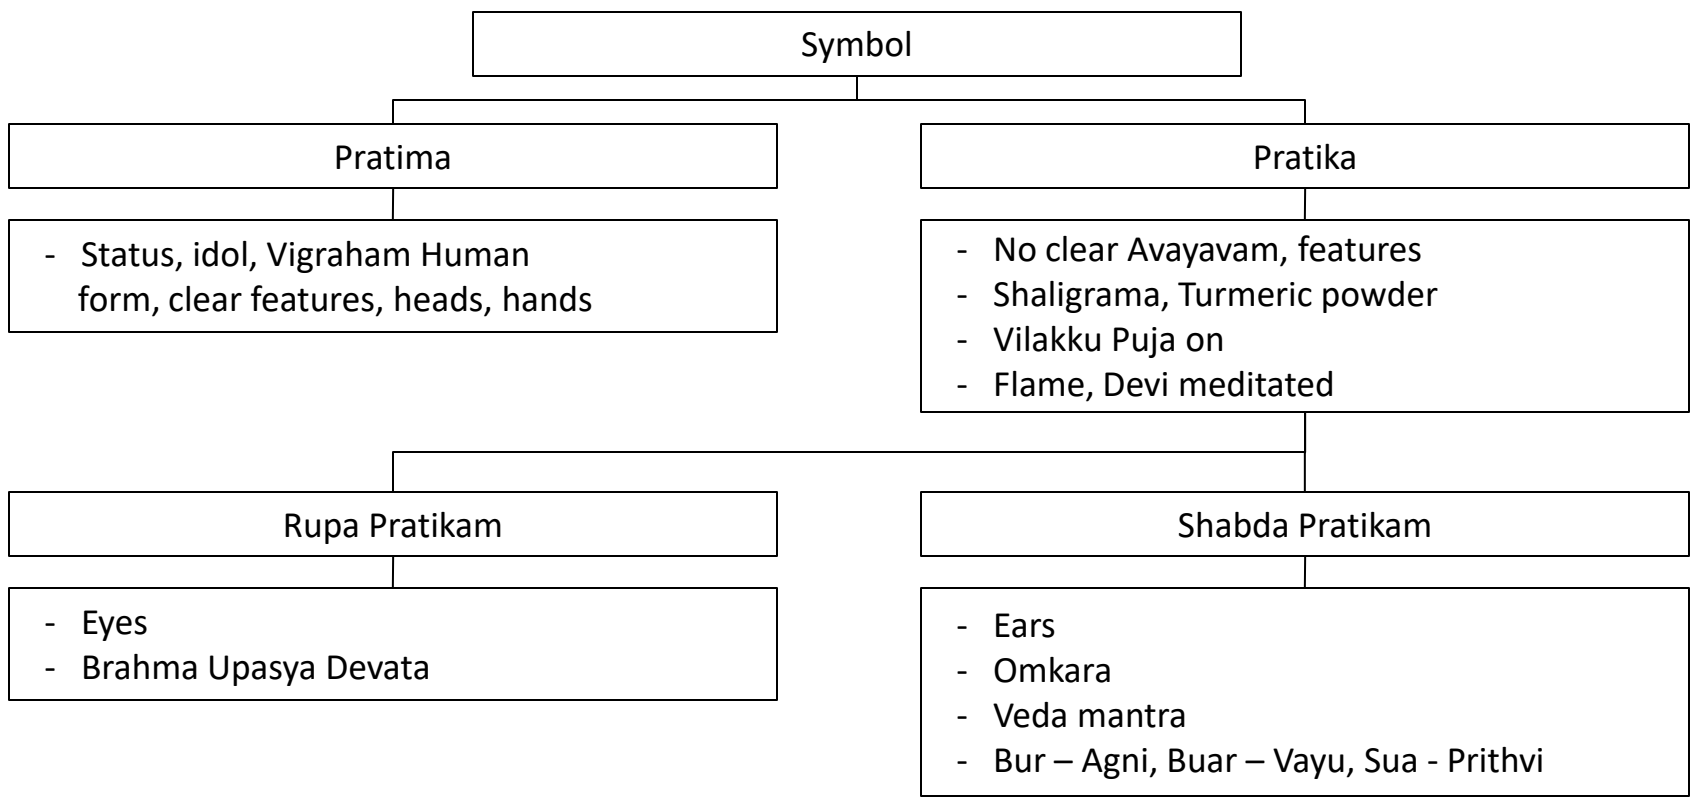 Symbol
Pratima
Pratika
- Status, idol, Vigraham Human
form, clear features, heads, hands
- No clear Avayavam, features
- Shaligrama, Turmeric powder
- Vilakku Puja on
- Flame, Devi meditated
Rupa Pratikam
Shabda Pratikam
- Eyes
- Brahma Upasya Devata
- Ears
- Omkara
- Veda mantra
- Bur – Agni, Buar – Vayu, Sua - Prithvi